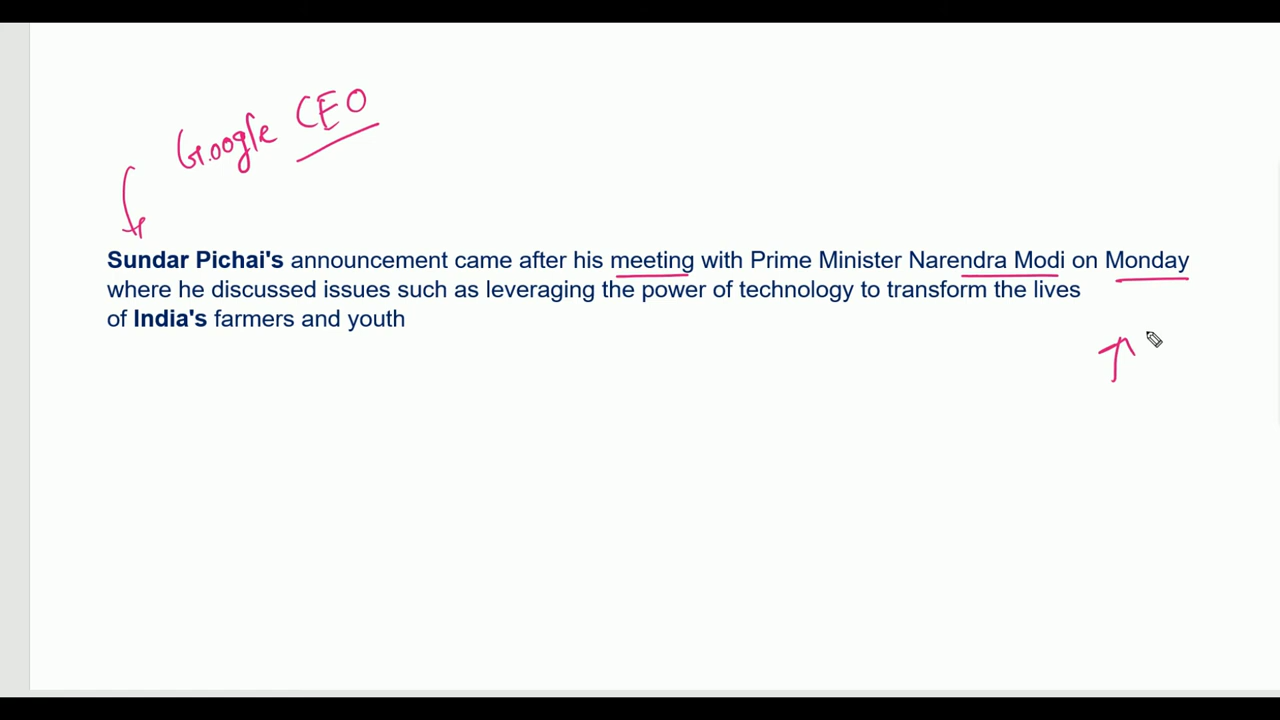 Google CEO
Sundar Pichai's announcement came after his meeting with Prime Minister Narendra Modi on Monday
where he discussed issues such as leveraging the power of technology to transform the lives
of India's farmers and youth